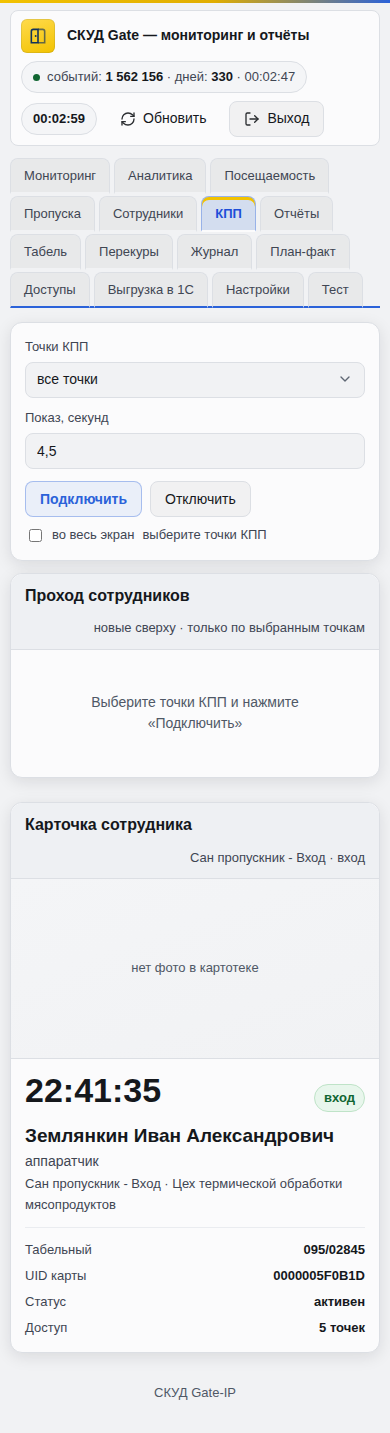 СКУД Gate — мониторинг и отчёты
событий: 1 562 156 · дней: 330 · 00:02:47
00:02:59 Обновить Выход
Мониторинг Аналитика Посещаемость
Пропуска Сотрудники КПП Отчёты
Табель Перекуры Журнал План-факт
Доступы Выгрузка в 1С Настройки Тест
Точки КПП
все точки
Показ, секунд
4,5
Подключить Отключить
во весь экран выберите точки КПП
Проход сотрудников
новые сверху · только по выбранным точкам
Выберите точки КПП и нажмите
«Подключить»
Карточка сотрудника
Сан пропускник - Вход · вход
нет фото в картотеке
22:41:35 вход
Землянкин Иван Александрович
аппаратчик
Сан пропускник - Вход · Цех термической обработки
мясопродуктов
Табельный 095/02845
UID карты 0000005F0B1D
Статус активен
Доступ 5 точек
СКУД Gate-IP